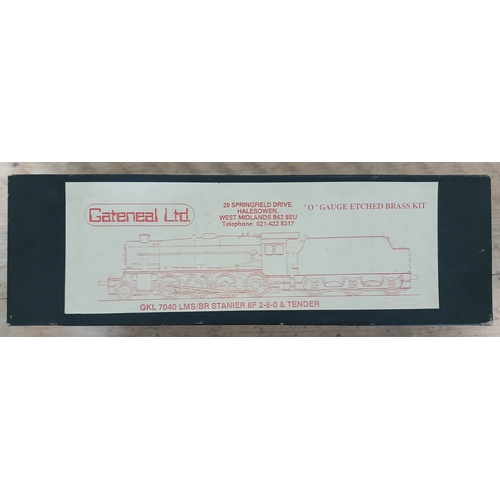 Gateneal Ltd.
20 SPRINGFIELD DRIVE,
HALESOWEN,
WEST MIDLANDS B62 8EU
Telephone: 021-422 8317
'O' GAUGE ETCHED BRASS KIT
GKL 7040 LMS/BR STANIER 8F 2-8-0 & TENDER